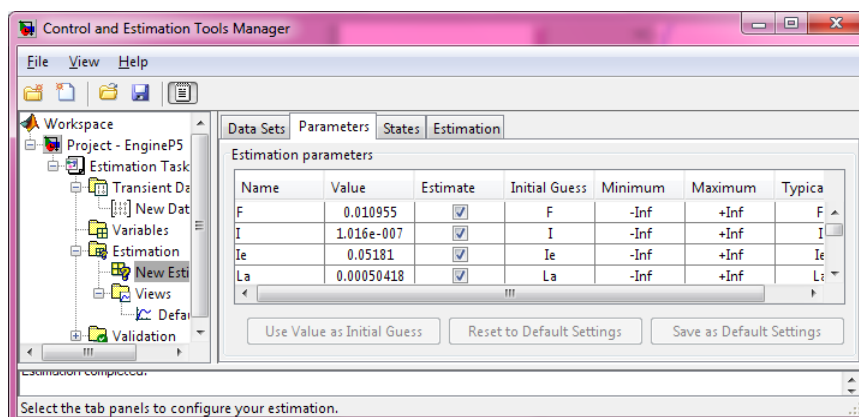 Control and Estimation Tools Manager
File View Help
Workspace
Project - EngineP5
Estimation Task
Transient Da
New Dat
Variables
Estimation
New Esti
Views
Defau
Validation
Data Sets Parameters States Estimation
Estimation parameters
Name Value Estimate Initial Guess Minimum Maximum Typica
F 0.010955 F -Inf +Inf F
I 1.016e-007 I -Inf +Inf I
Ie 0.05181 Ie -Inf +Inf Ie
La 0.00050418 La -Inf +Inf La
Use Value as Initial Guess Reset to Default Settings Save as Default Settings
Estimation completed.
Select the tab panels to configure your estimation.